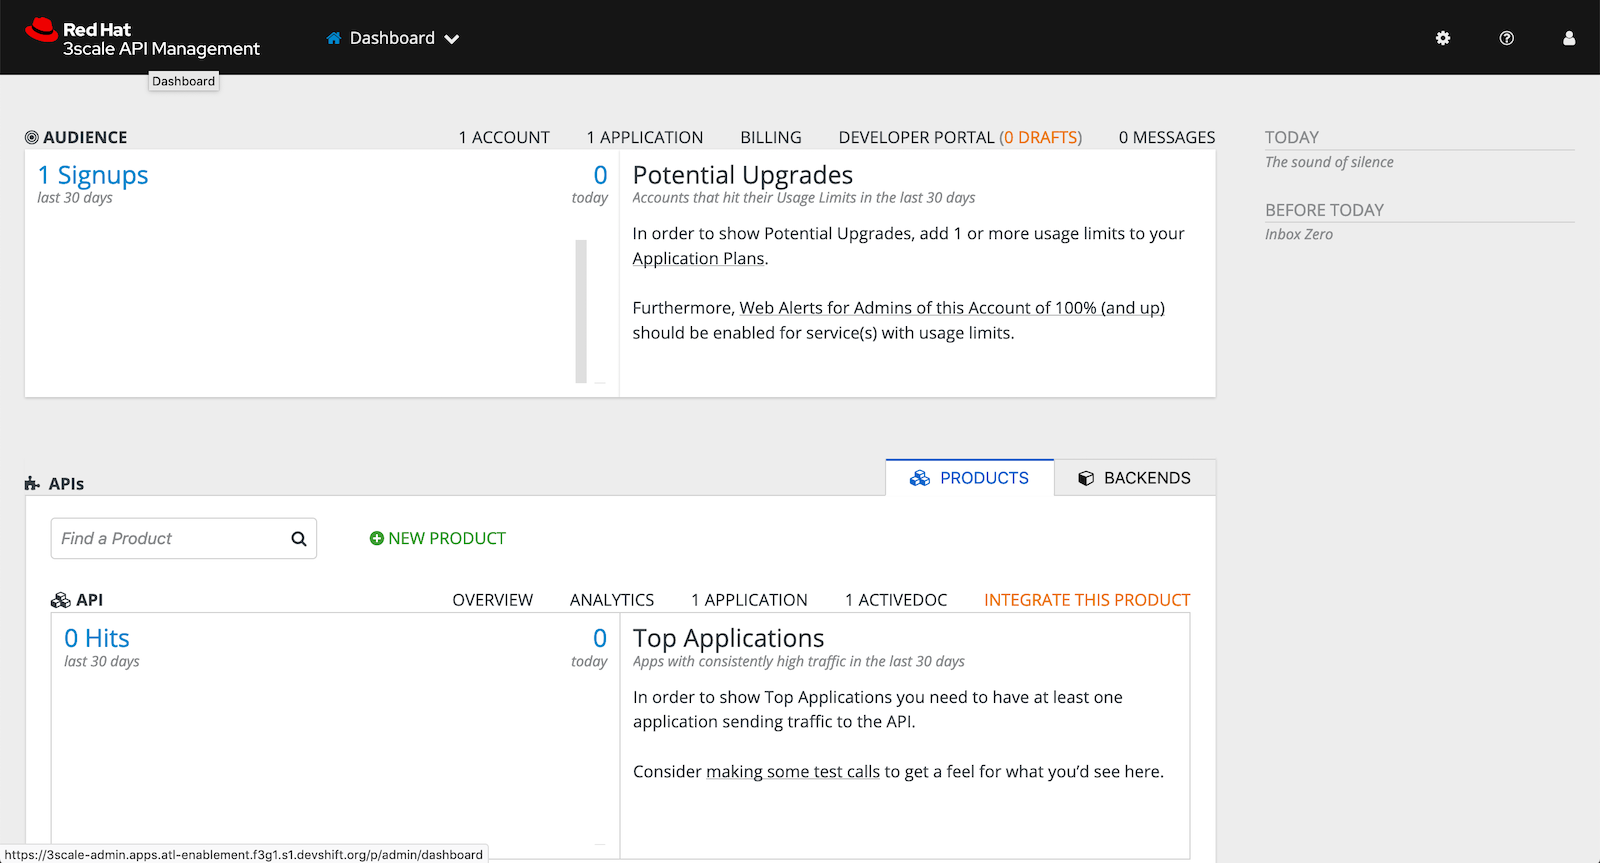 Red Hat
3scale API Management
Dashboard
Dashboard
AUDIENCE
1 ACCOUNT
1 APPLICATION
BILLING
DEVELOPER PORTAL (0 DRAFTS)
0 MESSAGES
1 Signups
last 30 days
0
today
Potential Upgrades
Accounts that hit their Usage Limits in the last 30 days
In order to show Potential Upgrades, add 1 or more usage limits to your
Application Plans.
Furthermore, Web Alerts for Admins of this Account of 100% (and up)
should be enabled for service(s) with usage limits.
TODAY
The sound of silence
BEFORE TODAY
Inbox Zero
APIs
PRODUCTS
BACKENDS
Find a Product
NEW PRODUCT
API
OVERVIEW
ANALYTICS
1 APPLICATION
1 ACTIVEDOC
INTEGRATE THIS PRODUCT
0 Hits
last 30 days
0
today
Top Applications
Apps with consistently high traffic in the last 30 days
In order to show Top Applications you need to have at least one
application sending traffic to the API.
Consider making some test calls to get a feel for what you'd see here.
https://3scale-admin.apps.atl-enablement.f3g1.s1.devshift.org/p/admin/dashboard